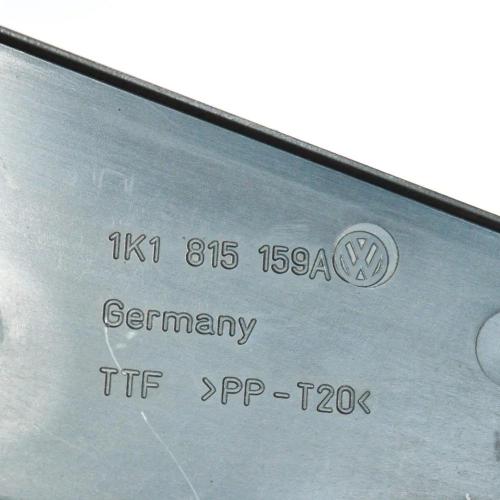 1K1 815 159A
Germany
TTF >PP-T20<